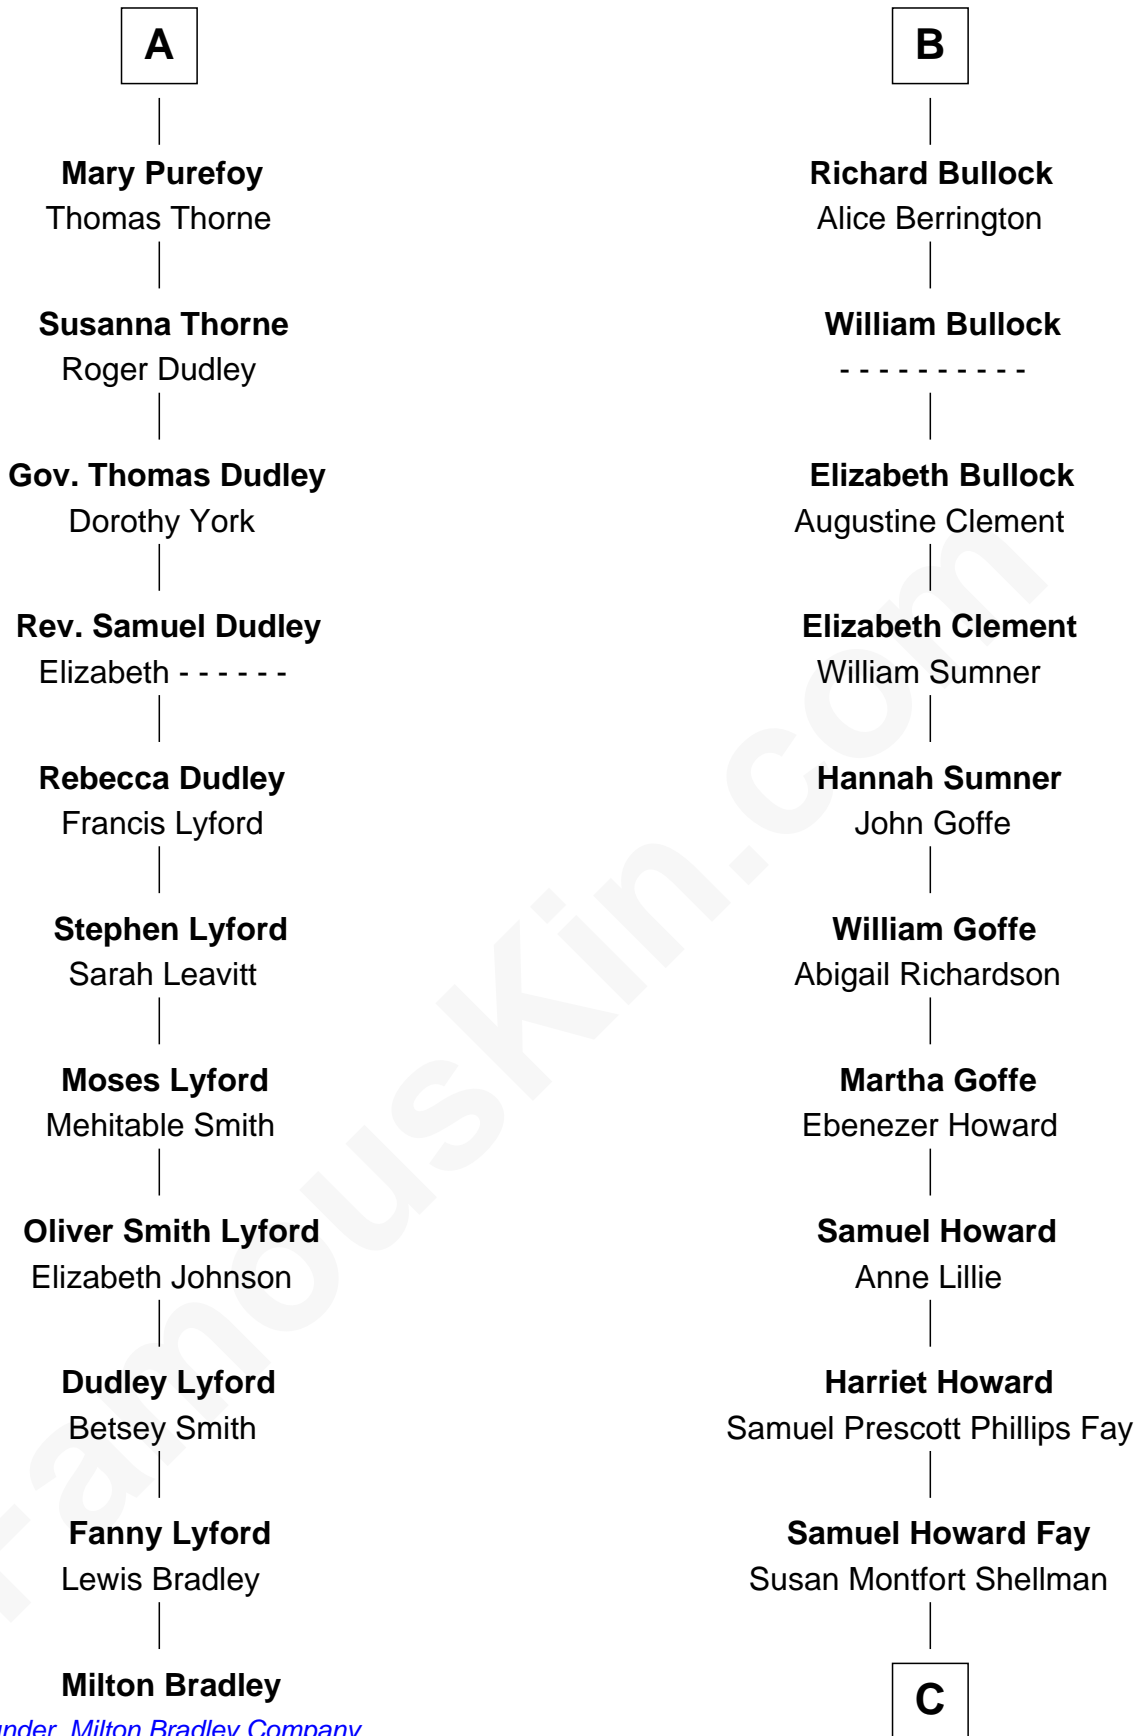 A
Mary Purefoy
Thomas Thorne
Susanna Thorne
Roger Dudley
Gov. Thomas Dudley
Dorothy York
Rev. Samuel Dudley
Elizabeth - - - - - -
Rebecca Dudley
Francis Lyford
Stephen Lyford
Sarah Leavitt
Moses Lyford
Mehitable Smith
Oliver Smith Lyford
Elizabeth Johnson
Dudley Lyford
Betsey Smith
Fanny Lyford
Lewis Bradley
Milton Bradley
Milton Bradley Company
B
Richard Bullock
Alice Berrington
William Bullock
- - - - - - - - - -
Elizabeth Bullock
Augustine Clement
Elizabeth Clement
William Sumner
Hannah Sumner
John Goffe
William Goffe
Abigail Richardson
Martha Goffe
Ebenezer Howard
Samuel Howard
Anne Lillie
Harriet Howard
Samuel Prescott Phillips Fay
Samuel Howard Fay
Susan Montfort Shellman
C
FamousKin.com